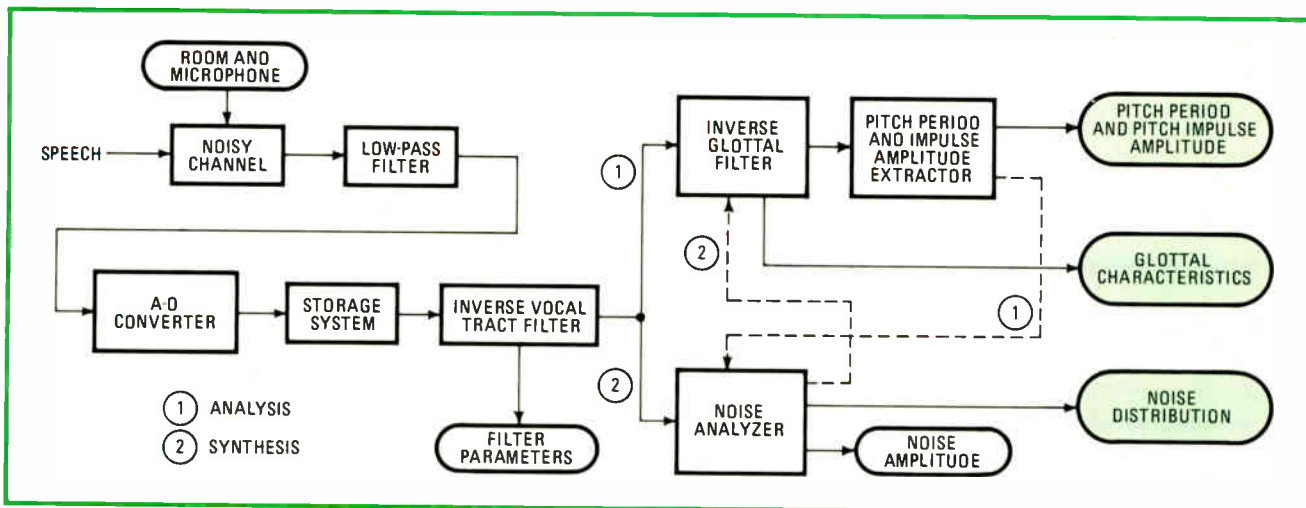 ROOM AND
MICROPHONE
SPEECH
NOISY
CHANNEL
LOW-PASS
FILTER
A-D
CONVERTER
STORAGE
SYSTEM
INVERSE VOCAL
TRACT FILTER
FILTER
PARAMETERS
1 ANALYSIS
2 SYNTHESIS
1
2
INVERSE
GLOTTAL
FILTER
PITCH PERIOD
AND IMPULSE
AMPLITUDE
EXTRACTOR
PITCH PERIOD
AND PITCH IMPULSE
AMPLITUDE
2
1
GLOTTAL
CHARACTERISTICS
NOISE
ANALYZER
NOISE
DISTRIBUTION
NOISE
AMPLITUDE